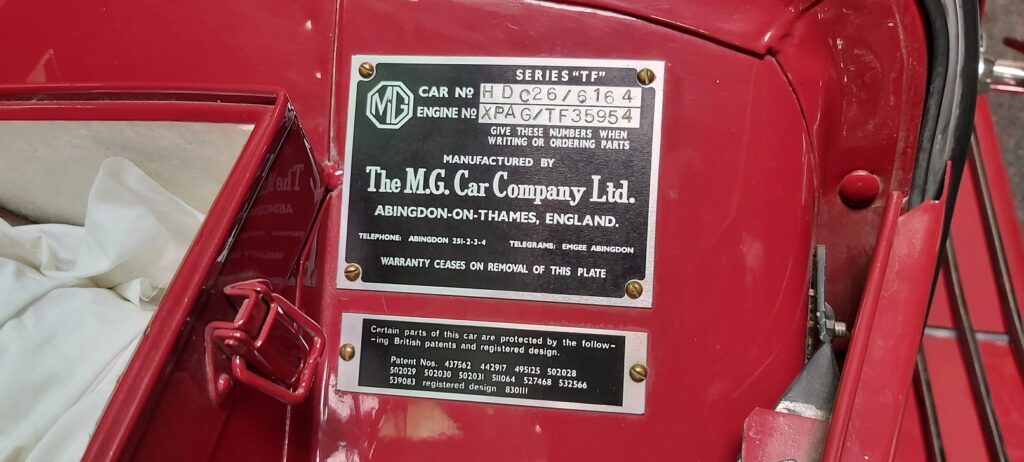 SERIES "TF"
MG
CAR Nº HDC26/6164
ENGINE Nº XPAG/TF35954
GIVE THESE NUMBERS WHEN
WRITING OR ORDERING PARTS
MANUFACTURED BY
The M.G. Car Company Ltd.
ABINGDON-ON-THAMES, ENGLAND.
TELEPHONE: ABINGDON 251-2-3-4 TELEGRAMS: EMGEE ABINGDON
WARRANTY CEASES ON REMOVAL OF THIS PLATE
Certain parts of this car are protected by the follow-
-ing British patents and registered design.
Patent Nos. 437562 442917 495125 502028
502029 502030 502031 511064 527468 532566
539083 registered design 830111